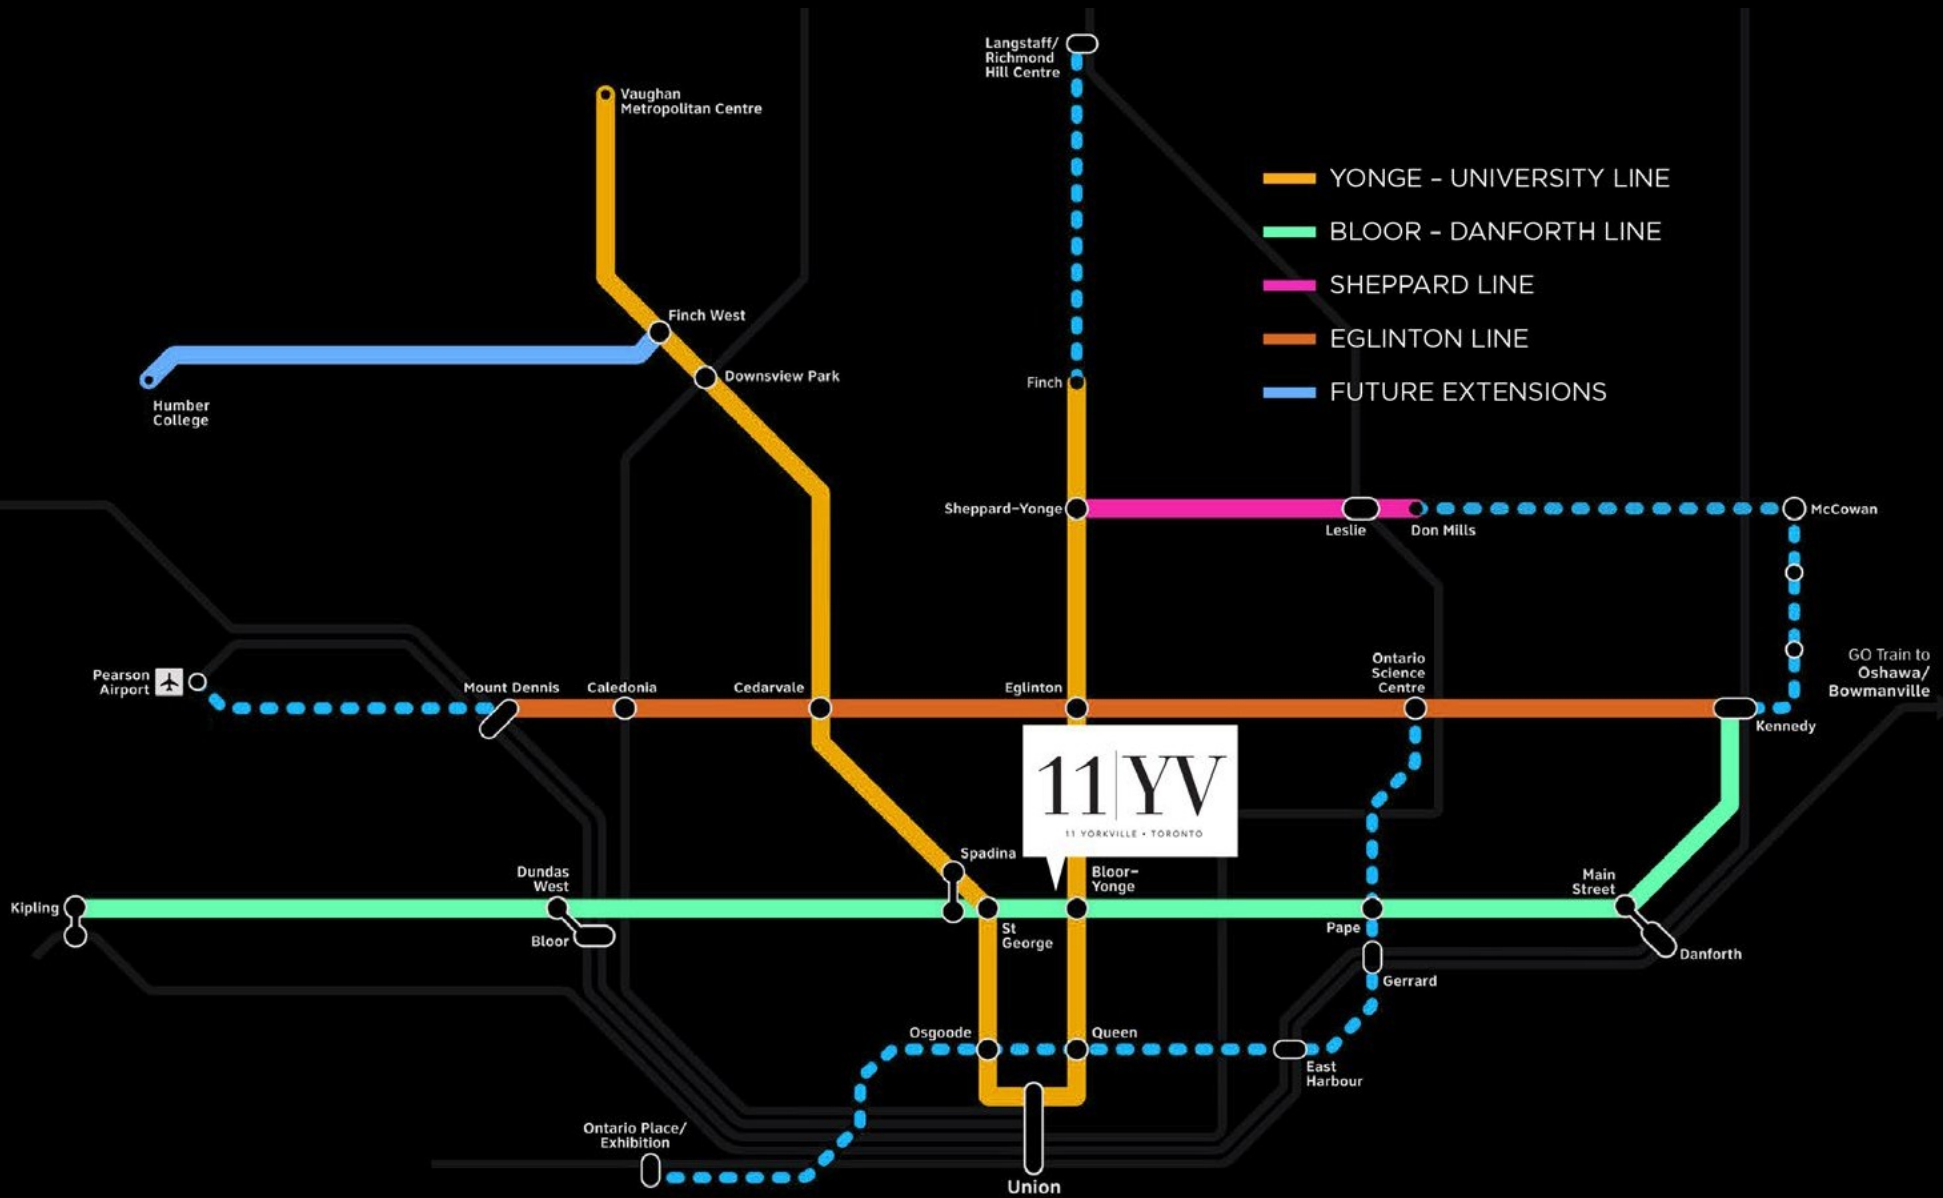 Langstaff/
Richmond
Hill Centre
Vaughan
Metropolitan Centre
YONGE – UNIVERSITY LINE
BLOOR – DANFORTH LINE
SHEPPARD LINE
EGLINTON LINE
FUTURE EXTENSIONS
Finch West
Downsview Park
Finch
Humber
College
Sheppard–Yonge
Leslie
Don Mills
McCowan
Pearson
Airport
Mount Dennis
Caledonia
Cedarvale
Eglinton
Ontario
Science
Centre
GO Train to
Oshawa/
Bowmanville
Kennedy
11|YV
11 YORKVILLE • TORONTO
Spadina
Bloor–
Yonge
Dundas
West
Main
Street
Kipling
Bloor
St
George
Pape
Danforth
Gerrard
Osgoode
Queen
East
Harbour
Ontario Place/
Exhibition
Union